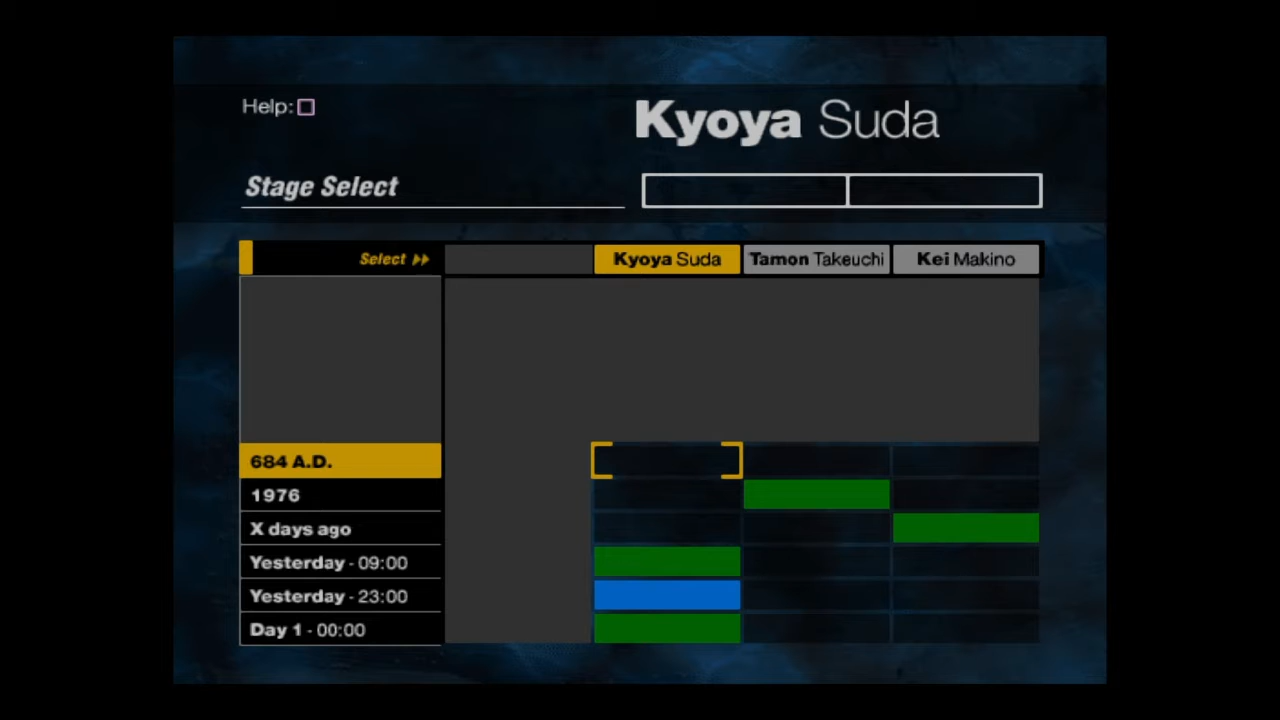 Help:
Kyoya Suda
Stage Select
Select
Kyoya Suda
Tamon Takeuchi
Kei Makino
684 A.D.
1976
X days ago
Yesterday - 09:00
Yesterday - 23:00
Day 1 - 00:00